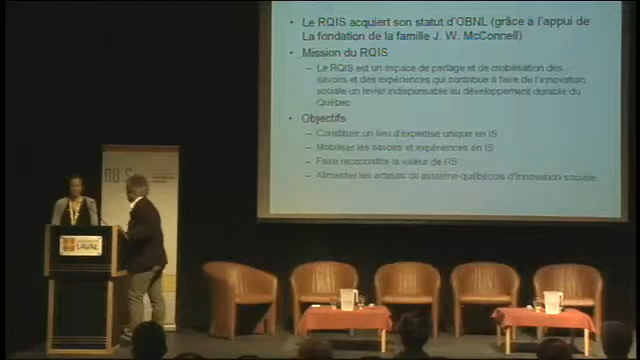 • Le RQIS acquiert son statut d'OBNL (grâce à l'appui de
La fondation de la famille J. W. McConnell)
• Mission du RQIS
– Le RQIS est un espace de partage et de mobilisation des
savoirs et des expériences qui contribue à faire de l'innovation
sociale un levier indispensable au développement durable du
Québec
• Objectifs
– Constituer un lieu d'expertise unique en IS
– Mobiliser les savoirs et expériences en IS
– Faire reconnaître la valeur de l'IS
– Alimenter les acteurs du système québécois d'innovation sociale
RQIS
UNIVERSITÉ
LAVAL